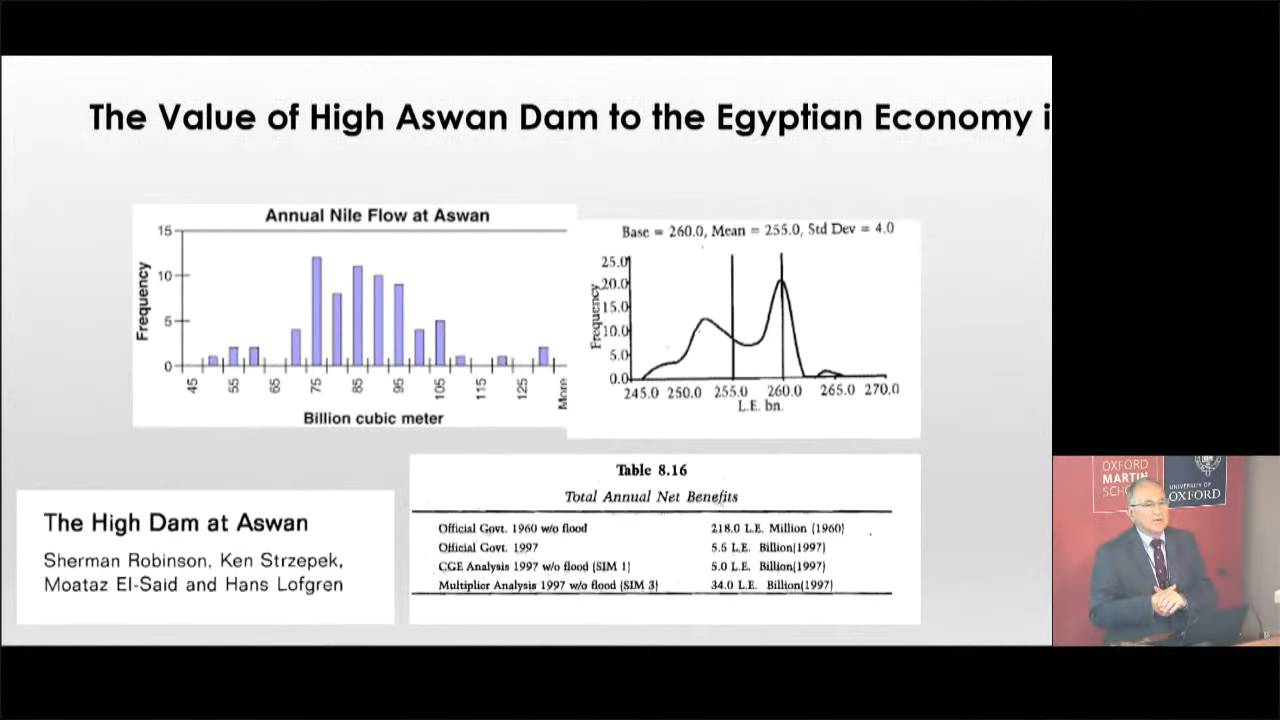 The Value of High Aswan Dam to the Egyptian Economy i
Annual Nile Flow at Aswan
15
10
5
0
Frequency
45
55
65
75
85
95
105
115
125
More
Billion cubic meter
Base = 260.0, Mean = 255.0, Std Dev = 4.0
25.0
20.0
15.0
10.0
5.0
0.0
Frequency
245.0 250.0 255.0 260.0 265.0 270.0
L.E. bn.
The High Dam at Aswan
Sherman Robinson, Ken Strzepek,
Moataz El-Said and Hans Lofgren
Table 8.16
Total Annual Net Benefits
Official Govt. 1960 w/o flood 218.0 L.E. Million (1960)
Official Govt. 1997 5.5 L.E. Billion(1997)
CGE Analysis 1997 w/o flood (SIM 1) 5.0 L.E. Billion(1997)
Multiplior Analysis 1997 w/o flood (SIM 3) 34.0 L.E. Billion(1997)
OXFORD
MARTIN
SCHO
UNIVERSITY OF
OXFORD